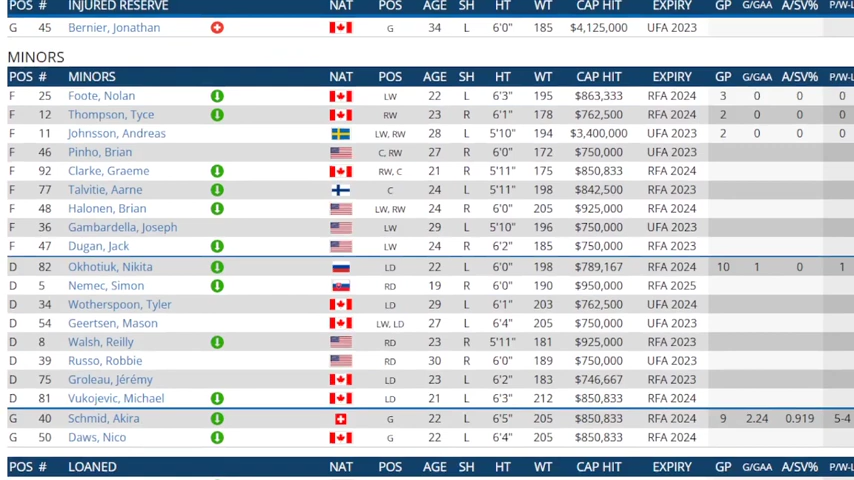 POS # INJURED RESERVE NAT POS AGE SH HT WT CAP HIT EXPIRY GP G/GAA A/SV% P/W-L
G 45 Bernier, Jonathan G 34 L 6'0" 185 $4,125,000 UFA 2023
MINORS
POS # MINORS NAT POS AGE SH HT WT CAP HIT EXPIRY GP G/GAA A/SV% P/W-L
F 25 Foote, Nolan LW 22 L 6'3" 195 $863,333 RFA 2024 3 0 0 0
F 12 Thompson, Tyce RW 23 R 6'1" 178 $762,500 RFA 2024 2 0 0 0
F 11 Johnsson, Andreas LW, RW 28 L 5'10" 194 $3,400,000 UFA 2023 2 0 0 0
F 46 Pinho, Brian C, RW 27 R 6'0" 172 $750,000 UFA 2023
F 92 Clarke, Graeme RW, C 21 R 5'11" 175 $850,833 RFA 2024
F 77 Talvitie, Aarne C 24 L 5'11" 198 $842,500 RFA 2023
F 48 Halonen, Brian LW, RW 24 R 6'0" 205 $925,000 RFA 2024
F 36 Gambardella, Joseph LW 29 L 5'10" 196 $750,000 UFA 2023
F 47 Dugan, Jack LW 24 R 6'2" 185 $750,000 RFA 2023
D 82 Okhotiuk, Nikita LD 22 L 6'0" 198 $789,167 RFA 2024 10 1 0 1
D 5 Nemec, Simon RD 19 R 6'0" 190 $950,000 RFA 2025
D 34 Wotherspoon, Tyler LD 29 L 6'1" 203 $762,500 UFA 2024
D 54 Geertsen, Mason LW, LD 27 L 6'4" 205 $750,000 UFA 2023
D 8 Walsh, Reilly RD 23 R 5'11" 181 $925,000 RFA 2023
D 39 Russo, Robbie RD 30 R 6'0" 189 $750,000 UFA 2023
D 75 Groleau, Jérémy LD 23 L 6'2" 183 $746,667 RFA 2023
D 81 Vukojevic, Michael LD 21 L 6'3" 212 $850,833 RFA 2024
G 40 Schmid, Akira G 22 L 6'5" 205 $850,833 RFA 2024 9 2.24 0.919 5-4
G 50 Daws, Nico G 22 L 6'4" 205 $850,833 RFA 2024
POS # LOANED NAT POS AGE SH HT WT CAP HIT EXPIRY GP G/GAA A/SV% P/W-L